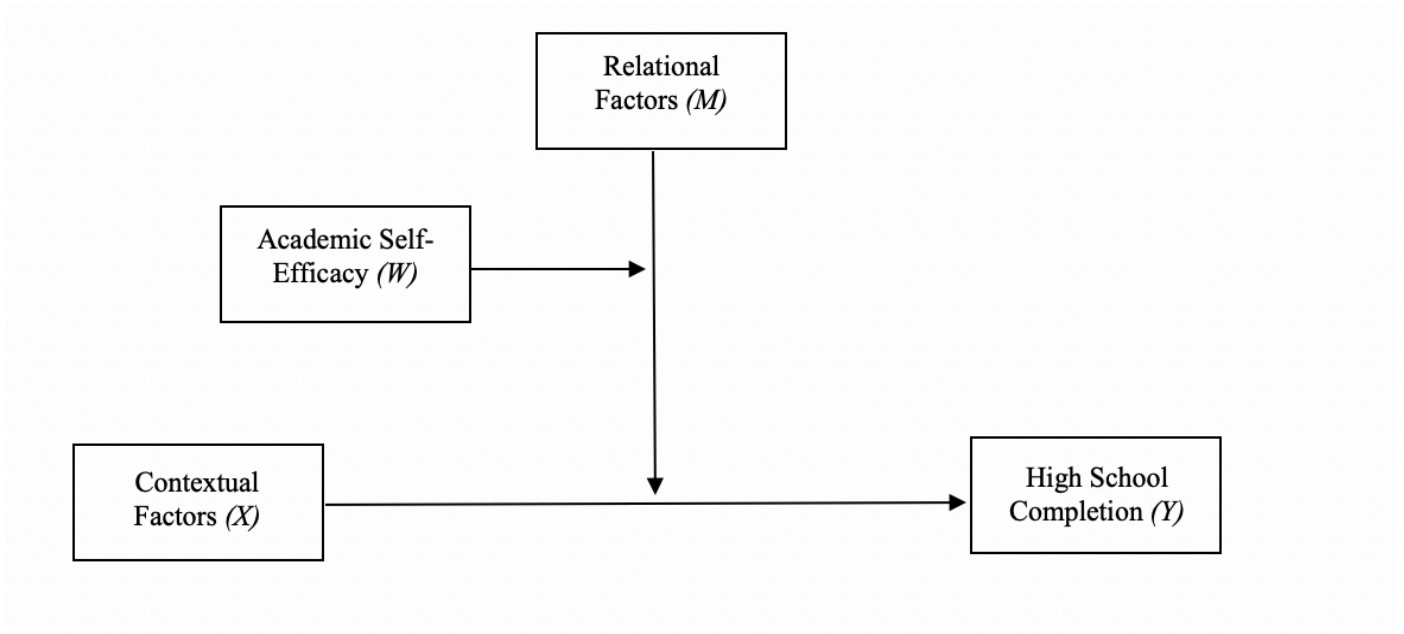 Relational
Factors (M)
Academic Self-
Efficacy (W)
Contextual
Factors (X)
High School
Completion (Y)